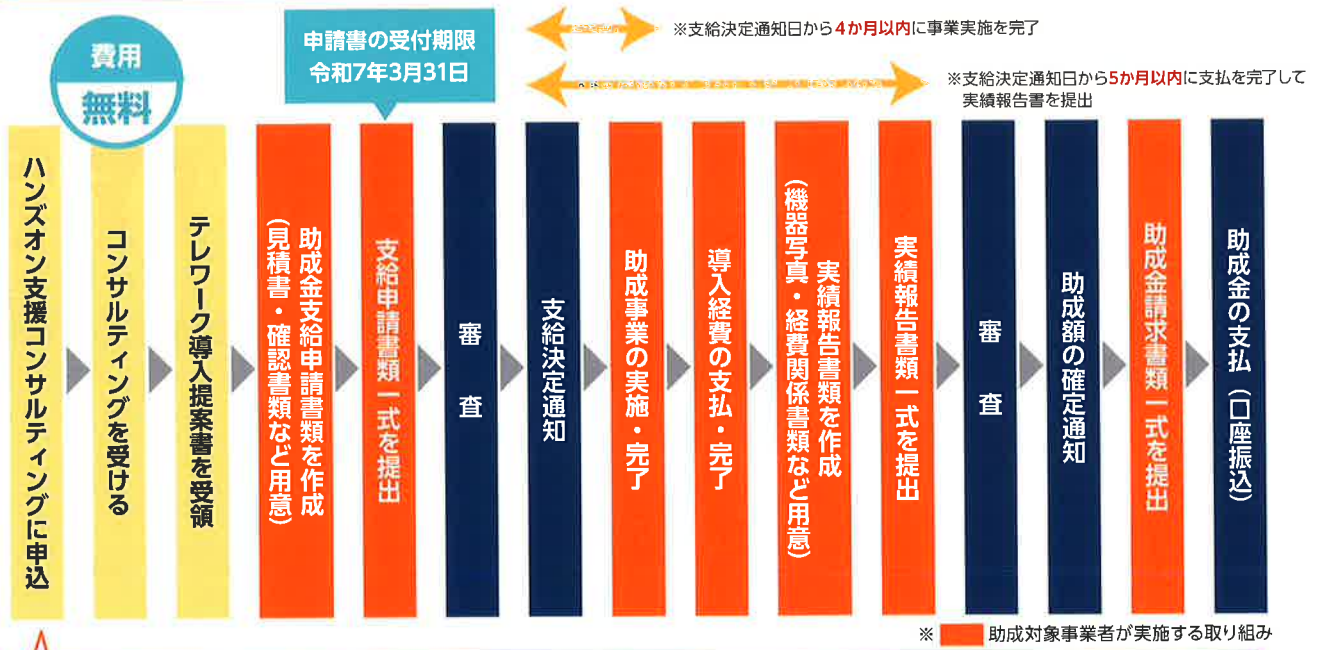 費用
無料
申請書の受付期限
令和7年3月31日
※支給決定通知日から4か月以内に事業実施を完了
※支給決定通知日から5か月以内に支払を完了して
実績報告書を提出
ハンズオン支援コンサルティングに申込
コンサルティングを受ける
テレワーク導入提案書を受領
助成金支給申請書類を作成
(見積書・確認書類など用意)
支給申請書類一式を提出
審査
支給決定通知
助成事業の実施・完了
導入経費の支払・完了
実績報告書類を作成
(機器写真・経費関係書類など用意)
実績報告書類一式を提出
審査
助成額の確定通知
助成金請求書類一式を提出
助成金の支払(口座振込)
※ 助成対象事業者が実施する取り組み